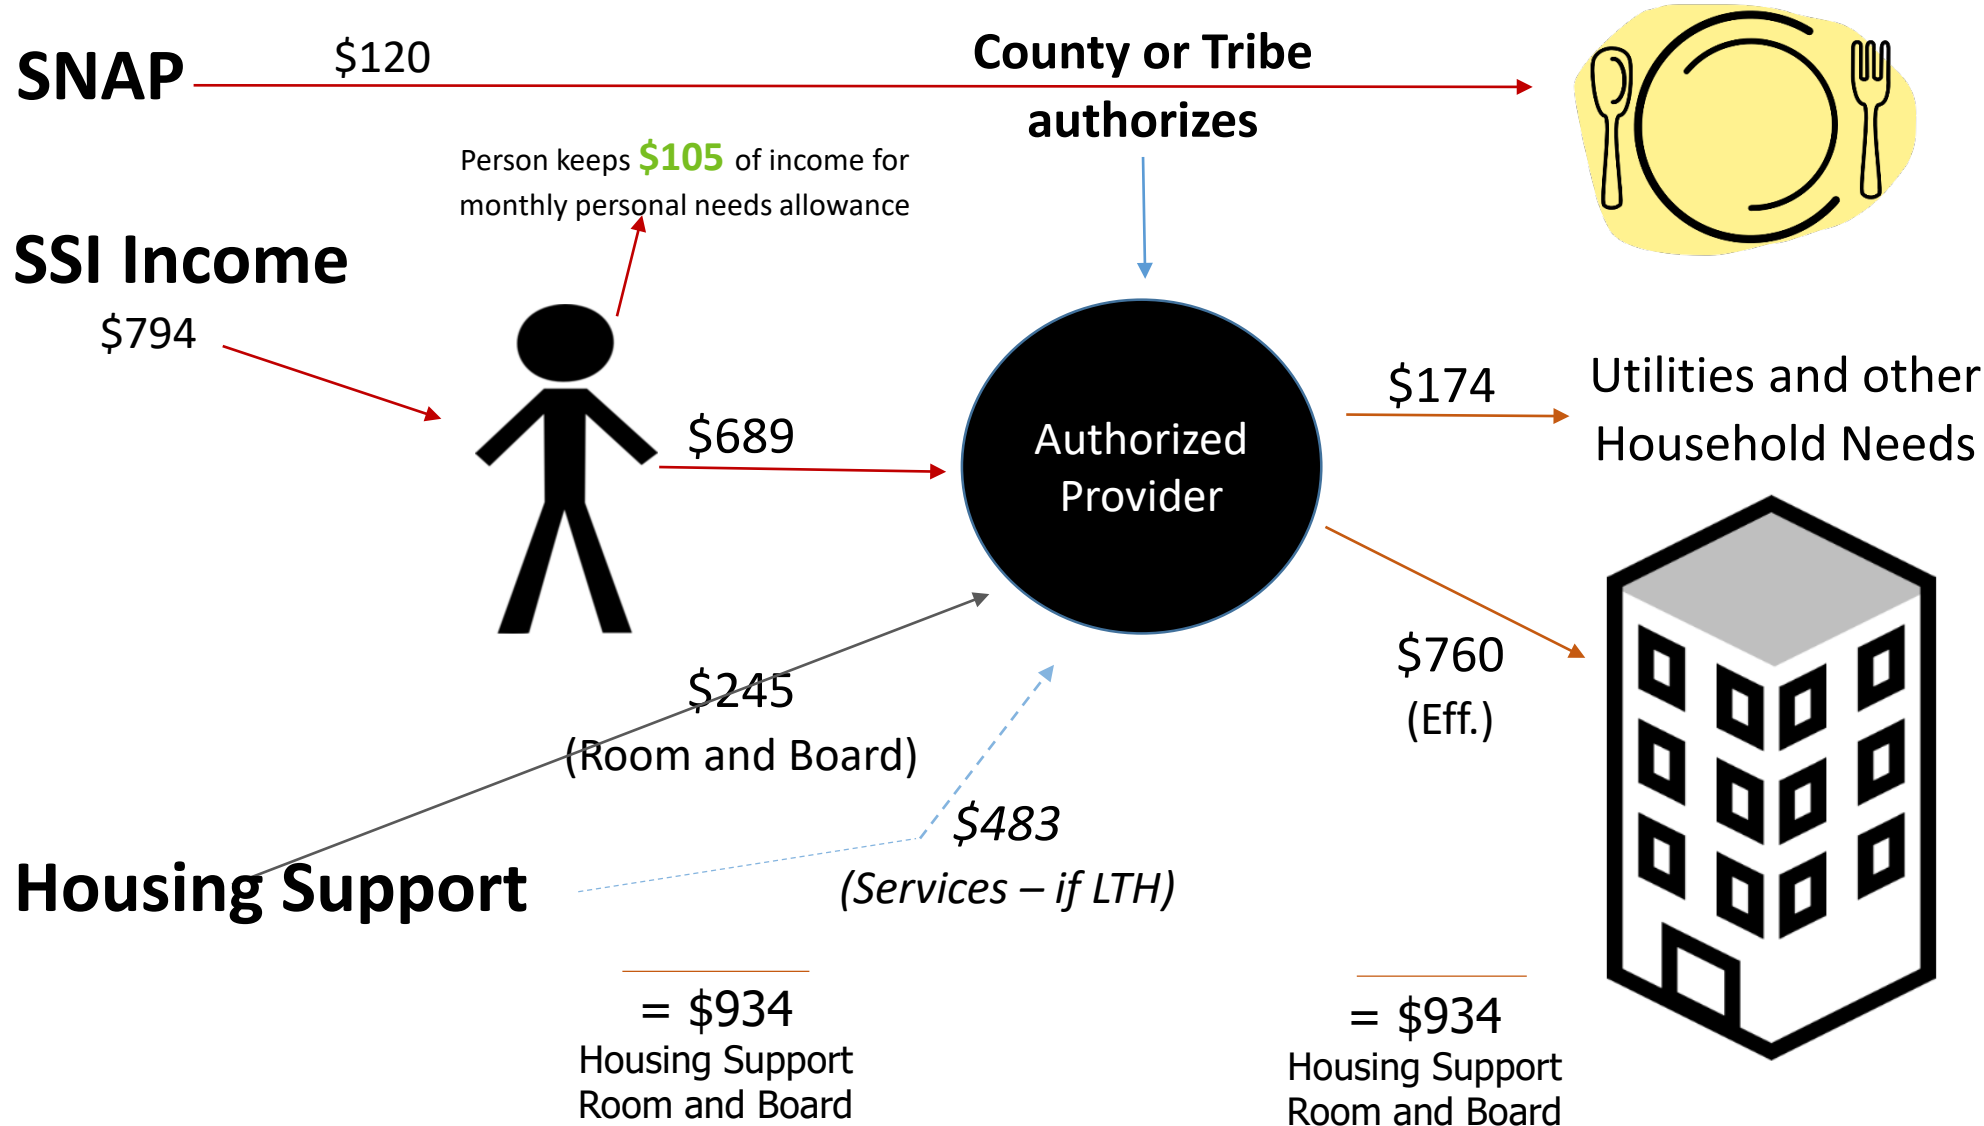 SNAP
$120
County or Tribe
authorizes
Person keeps $105 of income for
monthly personal needs allowance
SSI Income
$794
$689
Authorized
Provider
$174
Utilities and other
Household Needs
$245
(Room and Board)
$760
(Eff.)
$483
(Services – if LTH)
Housing Support
= $934
Housing Support
Room and Board
= $934
Housing Support
Room and Board